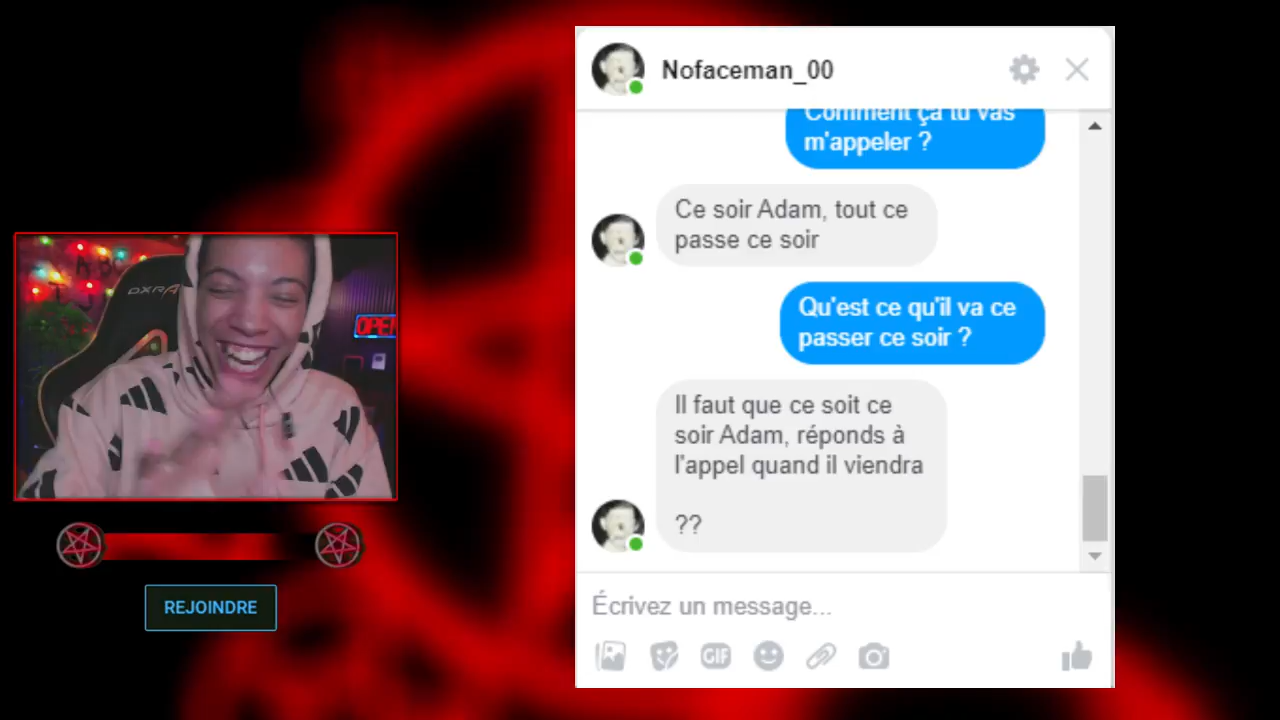 Nofaceman_00
Comment ça tu vas
m'appeler ?
Ce soir Adam, tout ce
passe ce soir
Qu'est ce qu'il va ce
passer ce soir ?
Il faut que ce soit ce
soir Adam, réponds à
l'appel quand il viendra
??
Écrivez un message...
GIF
DXRA
OPEN
REJOINDRE